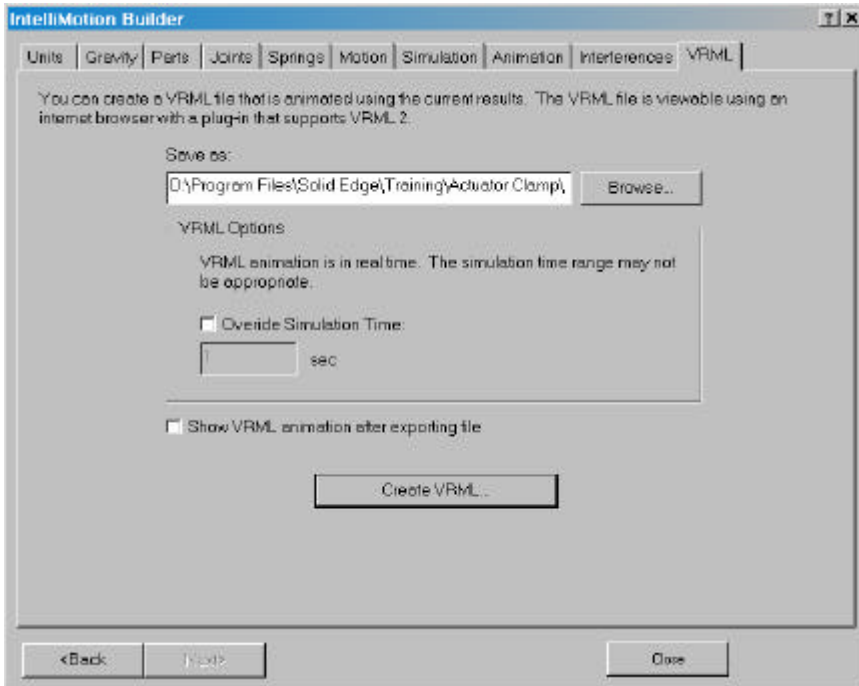 IntelliMotion Builder
Units Gravity Parts Joints Springs Motion Simulation Animation Interferences VRML
You can create a VRML file that is animated using the current results. The VRML file is viewable using an
internet browser with a plug-in that supports VRML 2.
Save as:
D:\Program Files\Solid Edge\Training\Actuator Clamp\ Browse...
VRML Options
VRML animation is in real time. The simulation time range may not
be appropriate.
Overide Simulation Time:
1 sec
Show VRML animation after exporting file
Create VRML...
<Back Next> Close